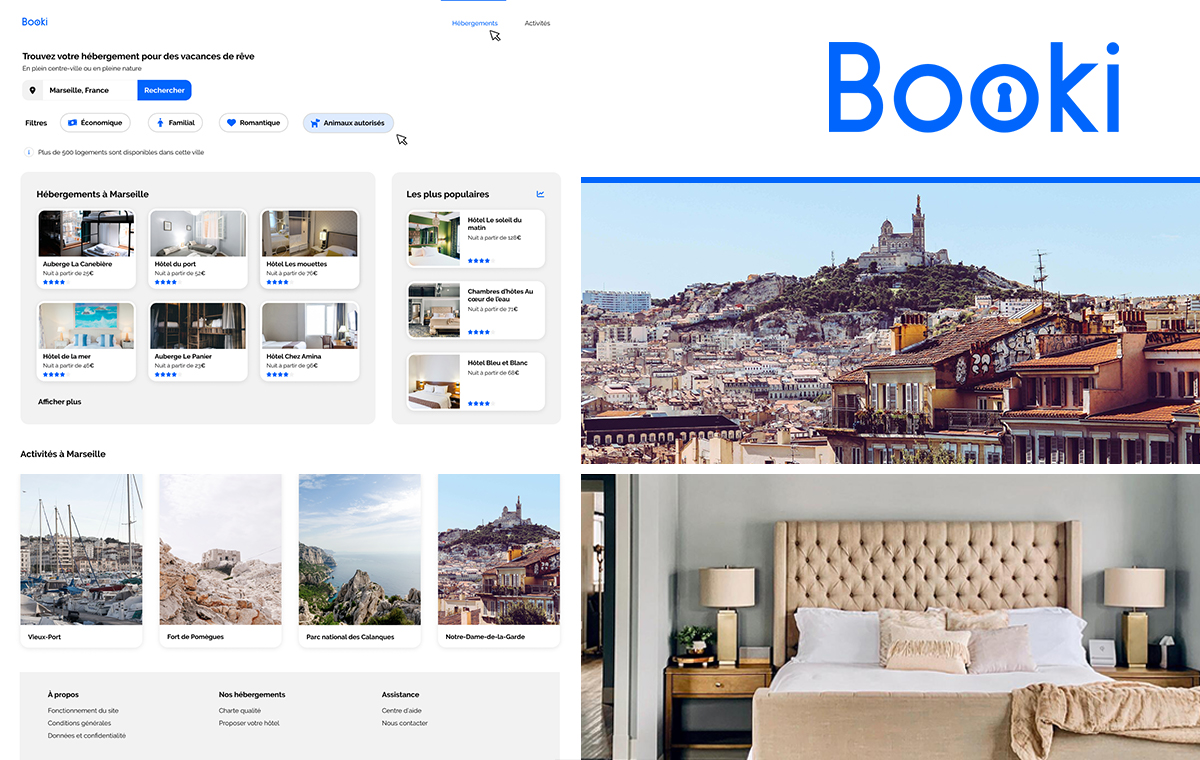 Booki
Hébergements
Activités
Trouvez votre hébergement pour des vacances de rêve
En plein centre-ville ou en pleine nature
Marseille, France
Rechercher
Filtres
Économique
Familial
Romantique
Animaux autorisés
Plus de 500 logements sont disponibles dans cette ville
Hébergements à Marseille
Auberge La Canebière
Nuit à partir de 25€
Hôtel du port
Nuit à partir de 52€
Hôtel Les mouettes
Nuit à partir de 76€
Hôtel de la mer
Nuit à partir de 46€
Auberge Le Panier
Nuit à partir de 23€
Hôtel Chez Amina
Nuit à partir de 96€
Afficher plus
Les plus populaires
Hôtel Le soleil du
matin
Nuit à partir de 128€
Chambres d'hôtes Au
cœur de l'eau
Nuit à partir de 71€
Hôtel Bleu et Blanc
Nuit à partir de 68€
Activités à Marseille
Vieux-Port
Fort de Pomègues
Parc national des Calanques
Notre-Dame-de-la-Garde
À propos
Fonctionnement du site
Conditions générales
Données et confidentialité
Nos hébergements
Charte qualité
Proposer votre hôtel
Assistance
Centre d'aide
Nous contacter
Booki